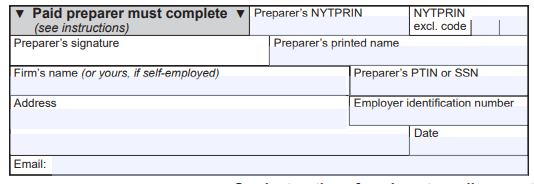 ▼ Paid preparer must complete ▼ Preparer's NYTPRIN NYTPRIN
(see instructions) excl. code
Preparer's signature Preparer's printed name
Firm's name (or yours, if self-employed) Preparer's PTIN or SSN
Address Employer identification number
Date
Email: